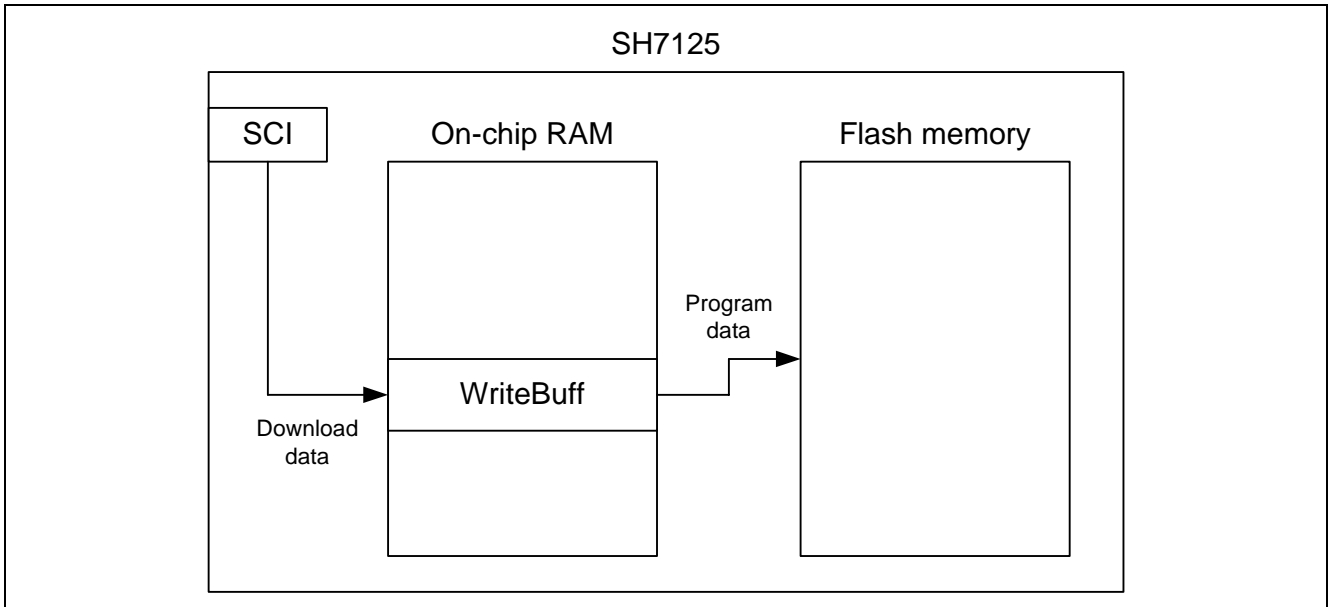 SH7125
SCI
On-chip RAM
Flash memory
Program
data
WriteBuff
Download
data